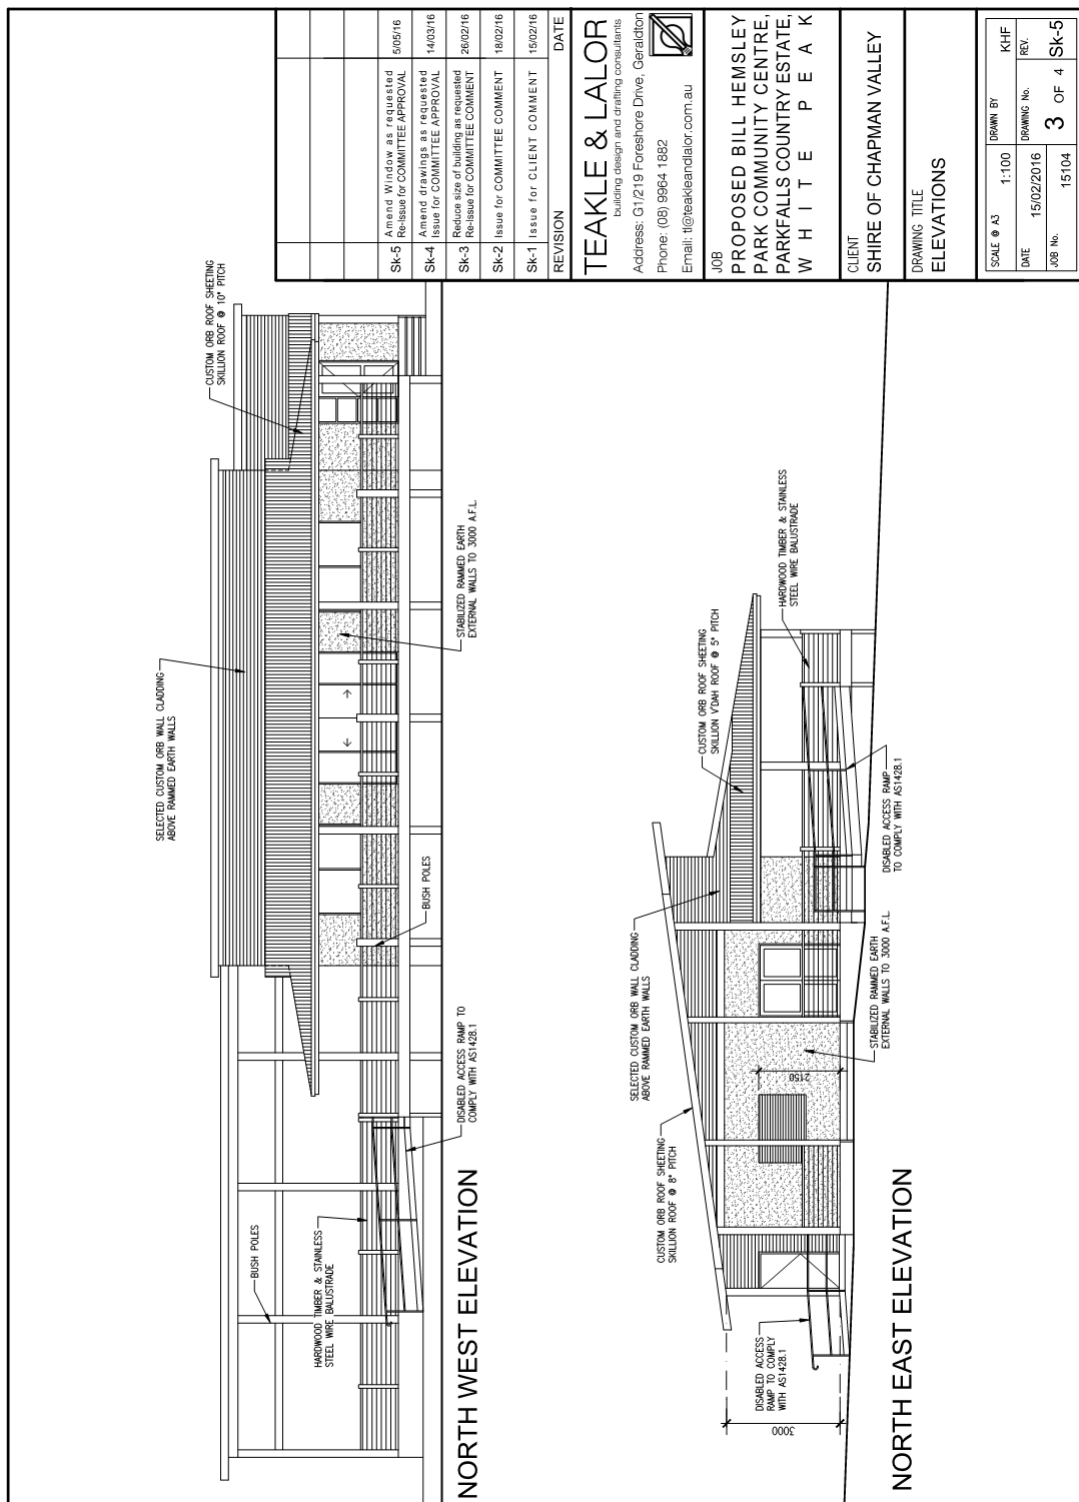 SELECTED CUSTOM ORB WALL CLADDING
ABOVE RAMMED EARTH WALLS
CUSTOM ORB ROOF SHEETING
SKILLION ROOF @ 10° PITCH
BUSH POLES
HARDWOOD TIMBER & STAINLESS
STEEL WIRE BALUSTRADE
DISABLED ACCESS RAMP TO
COMPLY WITH AS1428.1
BUSH POLES
STABILIZED RAMMED EARTH
EXTERNAL WALLS TO 3000 A.F.L.
NORTH WEST ELEVATION
SELECTED CUSTOM ORB WALL CLADDING
ABOVE RAMMED EARTH WALLS
CUSTOM ORB ROOF SHEETING
SKILLION ROOF @ 8° PITCH
CUSTOM ORB ROOF SHEETING
SKILLION V'DAH ROOF @ 5° PITCH
HARDWOOD TIMBER & STAINLESS
STEEL WIRE BALUSTRADE
DISABLED ACCESS
RAMP TO COMPLY
WITH AS1428.1
3000
2150
STABILIZED RAMMED EARTH
EXTERNAL WALLS TO 3000 A.F.L.
DISABLED ACCESS RAMP
TO COMPLY WITH AS1428.1
NORTH EAST ELEVATION
Sk-5 Amend Window as requested 5/05/16
Re-Issue for COMMITTEE APPROVAL
Sk-4 Amend drawings as requested 14/03/16
Issue for COMMITTEE APPROVAL
Sk-3 Reduce size of building as requested 26/02/16
Re-Issue for COMMITTEE COMMENT
Sk-2 Issue for COMMITTEE COMMENT 18/02/16
Sk-1 Issue for CLIENT COMMENT 15/02/16
REVISION DATE
TEAKLE & LALOR
building design and drafting consultants
Address: G1/219 Foreshore Drive, Geraldton
Phone: (08) 9964 1882
Email: tl@teakleandlalor.com.au
JOB
PROPOSED BILL HEMSLEY
PARK COMMUNITY CENTRE,
PARKFALLS COUNTRY ESTATE,
WHITE PEAK
CLIENT
SHIRE OF CHAPMAN VALLEY
DRAWING TITLE
ELEVATIONS
SCALE @ A3 1:100 DRAWN BY KHF
DATE 15/02/2016 DRAWING No. REV.
JOB No. 15104 3 OF 4 Sk-5